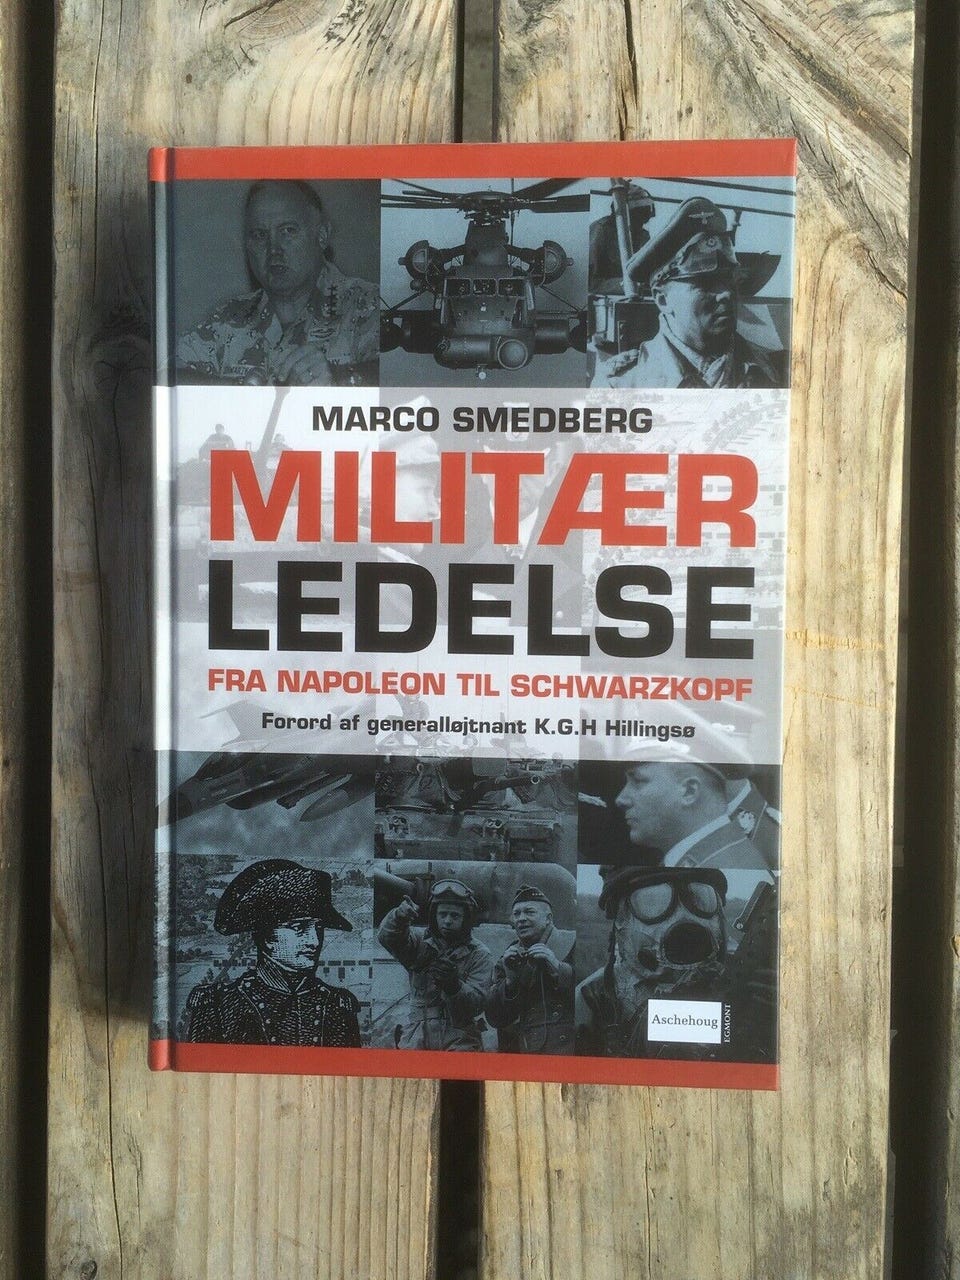 MARCO SMEDBERG
MILITÆR
LEDELSE
FRA NAPOLEON TIL SCHWARZKOPF
Forord af generalløjtnant K.G.H Hillingsø
Aschehoug
EGMONT